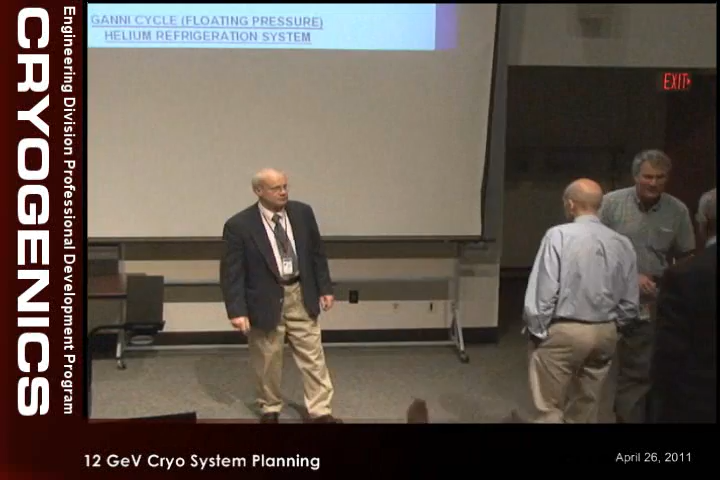 GANNI CYCLE (FLOATING PRESSURE)
HELIUM REFRIGERATION SYSTEM
EXIT
Engineering Division Professional Development Program
CRYOGENICS
12 GeV Cryo System Planning
April 26, 2011